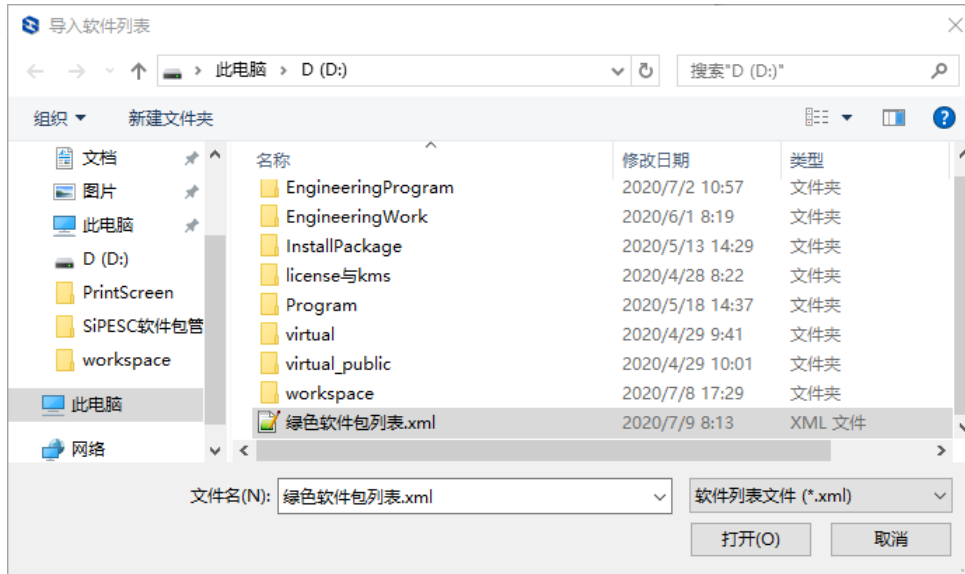 导入软件列表
此电脑 › D (D:)
搜索"D (D:)"
组织
新建文件夹
文档
图片
此电脑
D (D:)
PrintScreen
SiPESC软件包管
workspace
此电脑
网络
名称 修改日期 类型
EngineeringProgram 2020/7/2 10:57 文件夹
EngineeringWork 2020/6/1 8:19 文件夹
InstallPackage 2020/5/13 14:29 文件夹
license与kms 2020/4/28 8:22 文件夹
Program 2020/5/18 14:37 文件夹
virtual 2020/4/29 9:41 文件夹
virtual_public 2020/4/29 10:01 文件夹
workspace 2020/7/8 17:29 文件夹
绿色软件包列表.xml 2020/7/9 8:13 XML 文件
文件名(N): 绿色软件包列表.xml 软件列表文件 (*.xml)
打开(O) 取消